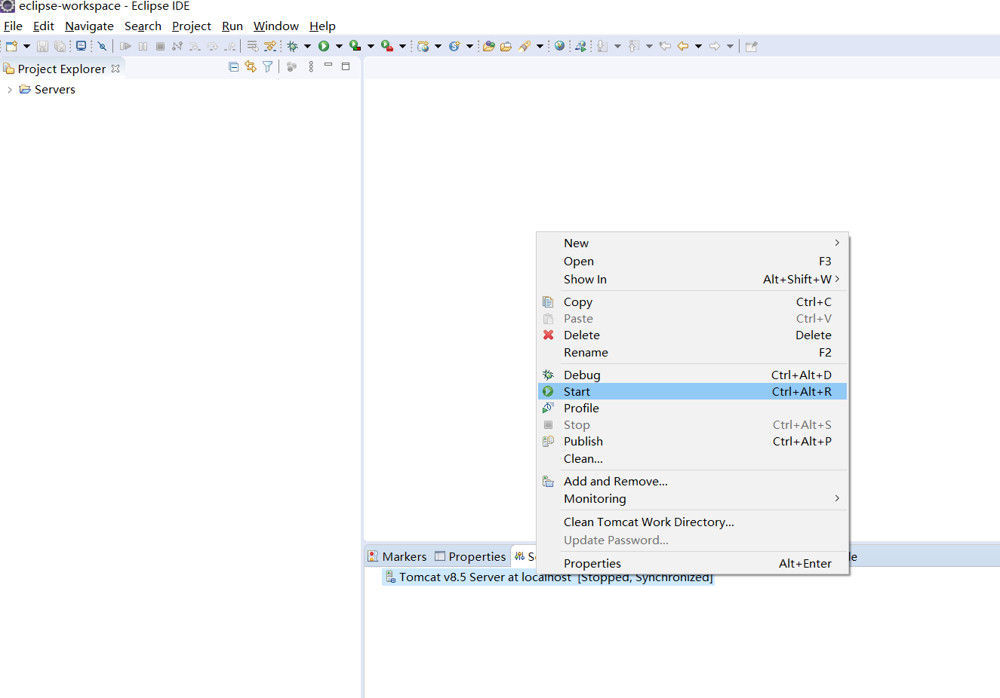 eclipse-workspace - Eclipse IDE
File Edit Navigate Search Project Run Window Help
Project Explorer
Servers
New
Open F3
Show In Alt+Shift+W
Copy Ctrl+C
Paste Ctrl+V
Delete Delete
Rename F2
Debug Ctrl+Alt+D
Start Ctrl+Alt+R
Profile
Stop Ctrl+Alt+S
Publish Ctrl+Alt+P
Clean...
Add and Remove...
Monitoring
Clean Tomcat Work Directory...
Update Password...
Properties Alt+Enter
Markers Properties
Tomcat v8.5 Server at localhost [Stopped, Synchronized]